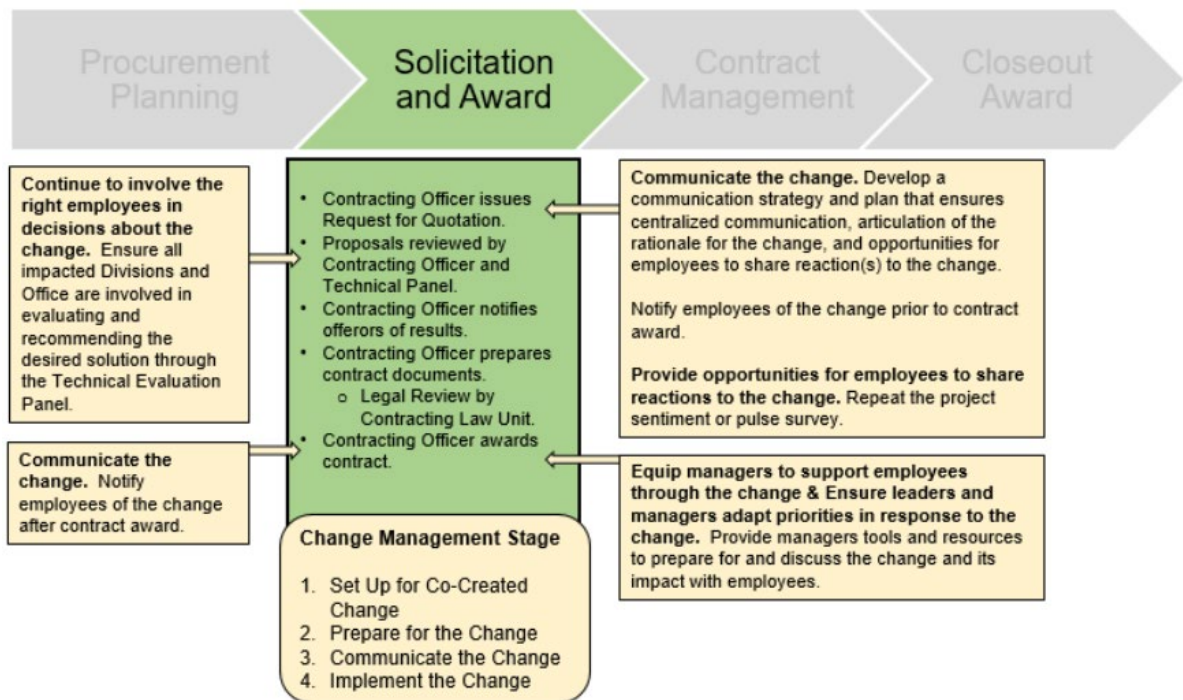 Procurement
Planning
Solicitation
and Award
Contract
Management
Closeout
Award
Continue to involve the
right employees in
decisions about the
change. Ensure all
impacted Divisions and
Office are involved in
evaluating and
recommending the
desired solution through
the Technical Evaluation
Panel.
Communicate the
change. Notify
employees of the change
after contract award.
• Contracting Officer issues
Request for Quotation.
• Proposals reviewed by
Contracting Officer and
Technical Panel.
• Contracting Officer notifies
offerors of results.
• Contracting Officer prepares
contract documents.
o Legal Review by
Contracting Law Unit.
• Contracting Officer awards
contract.
Change Management Stage
1. Set Up for Co-Created
Change
2. Prepare for the Change
3. Communicate the Change
4. Implement the Change
Communicate the change. Develop a
communication strategy and plan that ensures
centralized communication, articulation of the
rationale for the change, and opportunities for
employees to share reaction(s) to the change.
Notify employees of the change prior to contract
award.
Provide opportunities for employees to share
reactions to the change. Repeat the project
sentiment or pulse survey.
Equip managers to support employees
through the change & Ensure leaders and
managers adapt priorities in response to the
change. Provide managers tools and resources
to prepare for and discuss the change and its
impact with employees.